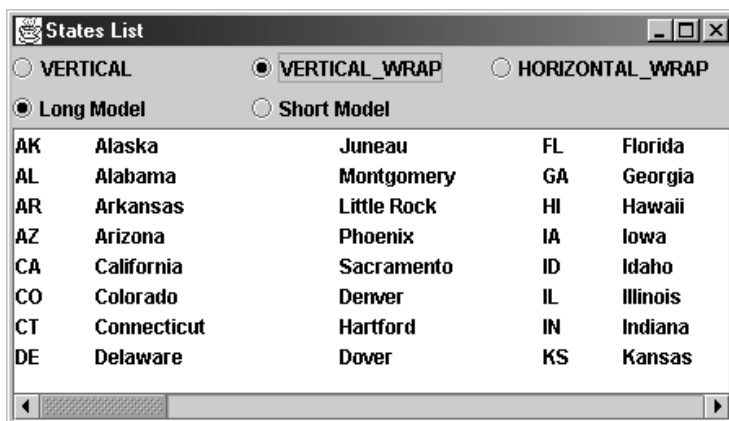 States List
VERTICAL VERTICAL_WRAP HORIZONTAL_WRAP
Long Model Short Model
AK Alaska Juneau FL Florida
AL Alabama Montgomery GA Georgia
AR Arkansas Little Rock HI Hawaii
AZ Arizona Phoenix IA Iowa
CA California Sacramento ID Idaho
CO Colorado Denver IL Illinois
CT Connecticut Hartford IN Indiana
DE Delaware Dover KS Kansas